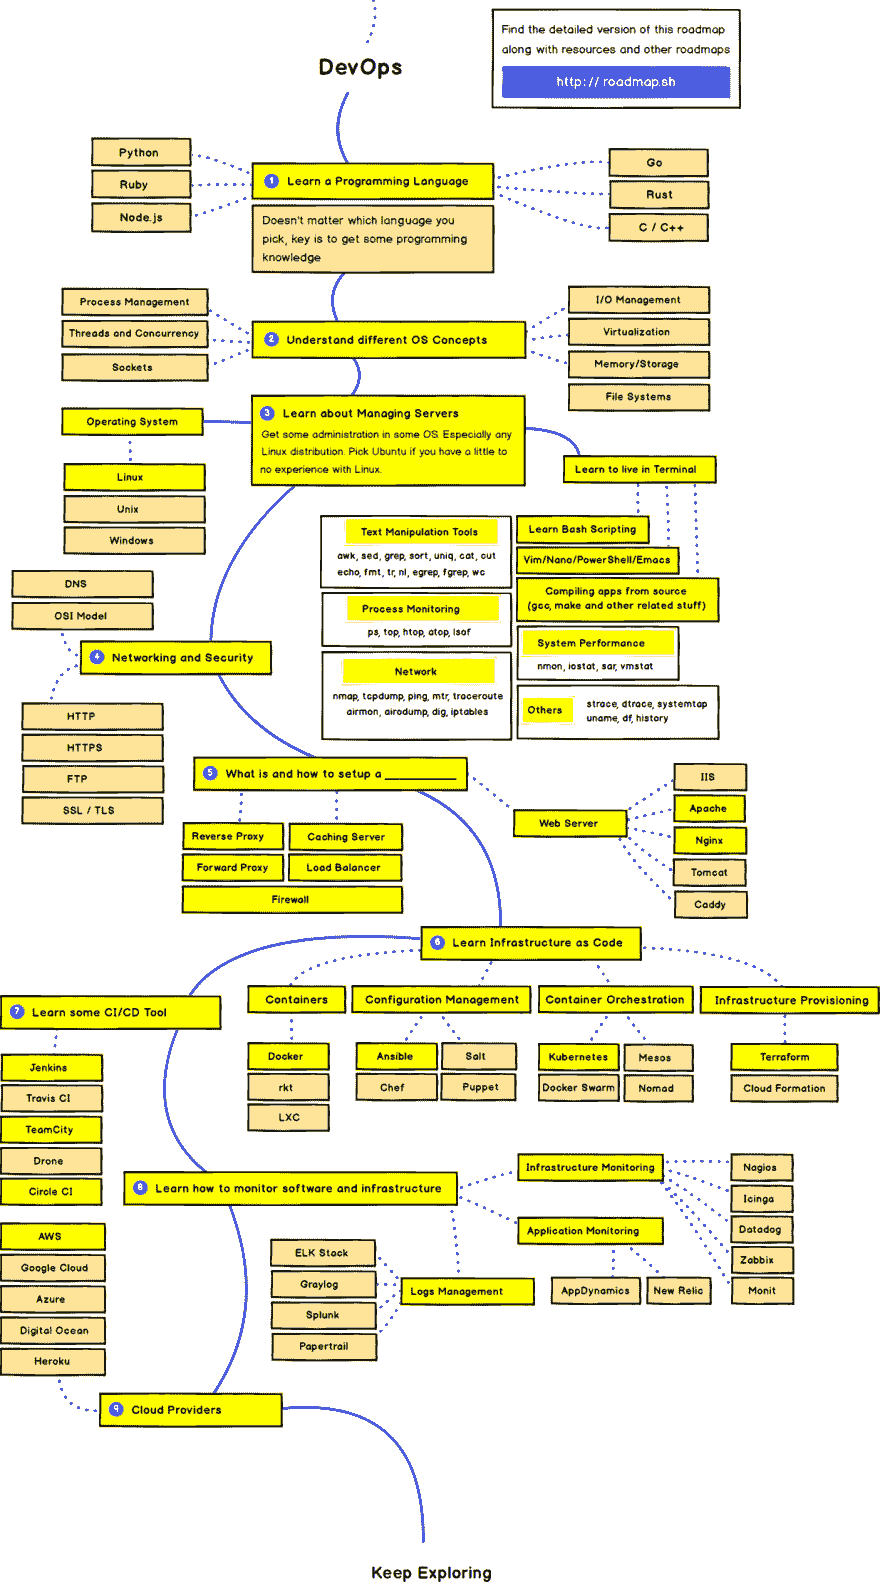 Find the detailed version of this roadmap
along with resources and other roadmaps
http:// roadmap.sh
DevOps
Python
Ruby
Node.js
1 Learn a Programming Language
Doesn't matter which language you
pick, key is to get some programming
knowledge
Go
Rust
C / C++
Process Management
Threads and Concurrency
Sockets
2 Understand different OS Concepts
I/O Management
Virtualization
Memory/Storage
File Systems
3 Learn about Managing Servers
Get some administration in some OS. Especially any
Linux distribution. Pick Ubuntu if you have a little to
no experience with Linux.
Operating System
Linux
Unix
Windows
Learn to live in Terminal
Learn Bash Scripting
Vim/Nano/PowerShell/Emacs
Compiling apps from source
(gcc, make and other related stuff)
Text Manipulation Tools
awk, sed, grep, sort, uniq, cat, cut
echo, fmt, tr, nl, egrep, fgrep, wc
Process Monitoring
ps, top, htop, atop, lsof
System Performance
nmon, iostat, sar, vmstat
Network
nmap, tcpdump, ping, mtr, traceroute
airmon, airodump, dig, iptables
Others
strace, dtrace, systemtap
uname, df, history
DNS
OSI Model
4 Networking and Security
HTTP
HTTPS
FTP
SSL / TLS
5 What is and how to setup a ___________
Reverse Proxy
Caching Server
Forward Proxy
Load Balancer
Firewall
Web Server
IIS
Apache
Nginx
Tomcat
Caddy
6 Learn Infrastructure as Code
Containers
Docker
rkt
LXC
Configuration Management
Ansible
Salt
Chef
Puppet
Container Orchestration
Kubernetes
Mesos
Docker Swarm
Nomad
Infrastructure Provisioning
Terraform
Cloud Formation
7 Learn some CI/CD Tool
Jenkins
Travis CI
TeamCity
Drone
Circle CI
8 Learn how to monitor software and infrastructure
Infrastructure Monitoring
Nagios
Icinga
Datadog
Zabbix
Monit
Application Monitoring
AppDynamics
New Relic
Logs Management
ELK Stack
Graylog
Splunk
Papertrail
AWS
Google Cloud
Azure
Digital Ocean
Heroku
9 Cloud Providers
Keep Exploring